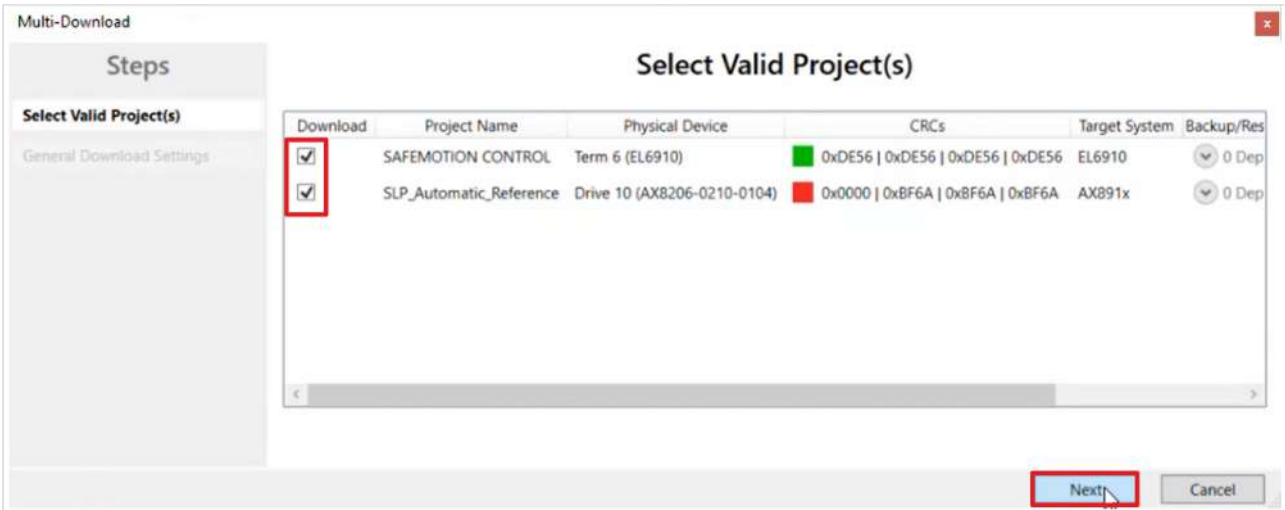 Multi-Download
x
Steps
Select Valid Project(s)
Select Valid Project(s)
General Download Settings
Download Project Name Physical Device CRCs Target System Backup/Res
SAFEMOTION CONTROL Term 6 (EL6910) 0xDE56 | 0xDE56 | 0xDE56 | 0xDE56 EL6910 0 Dep
SLP_Automatic_Reference Drive 10 (AX8206-0210-0104) 0x0000 | 0xBF6A | 0xBF6A | 0xBF6A AX891x 0 Dep
Next
Cancel